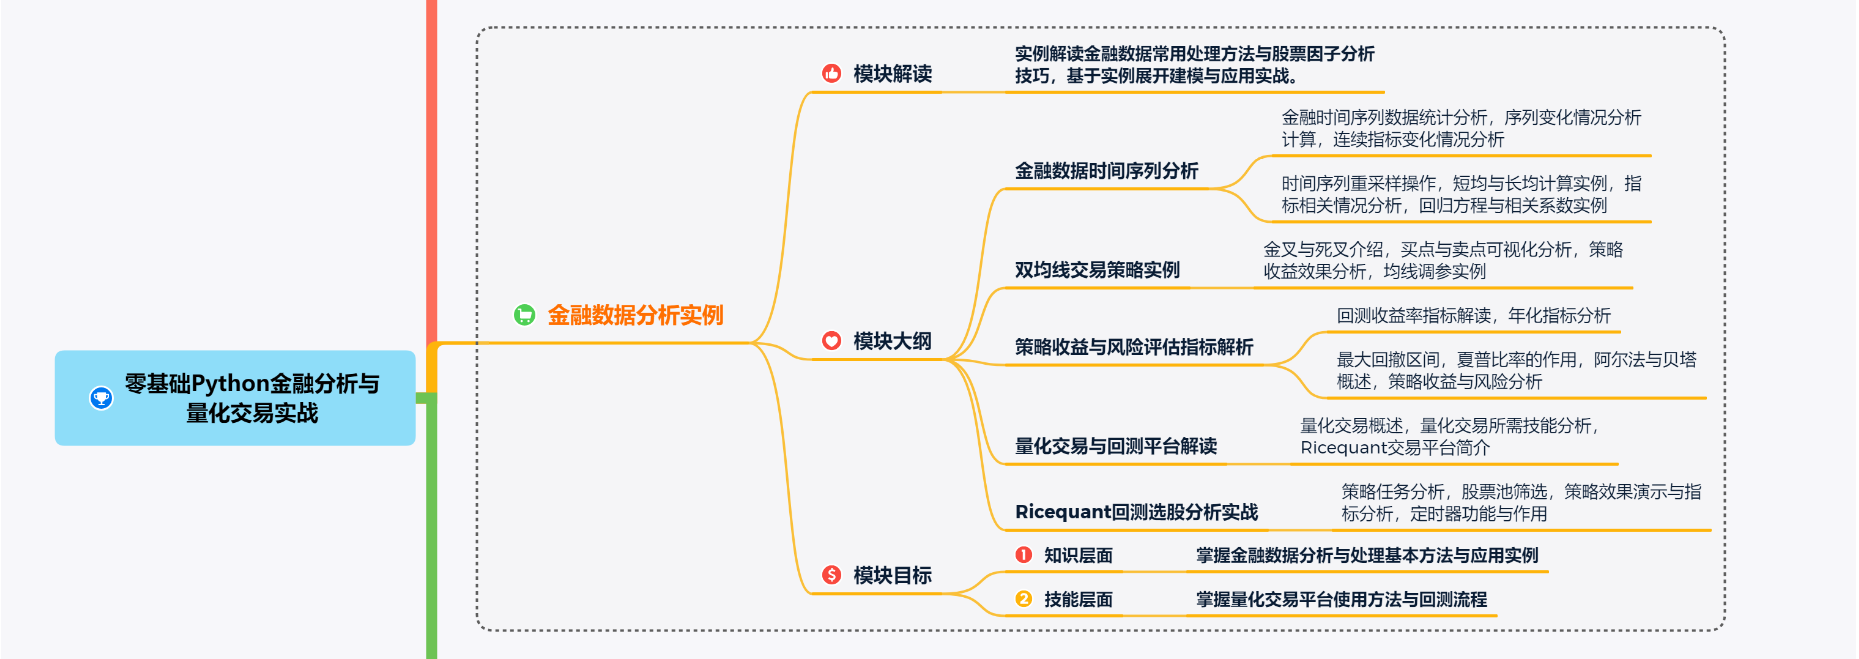 零基础Python金融分析与
量化交易实战
金融数据分析实例
模块解读
实例解读金融数据常用处理方法与股票因子分析
技巧，基于实例展开建模与应用实战。
模块大纲
金融数据时间序列分析
金融时间序列数据统计分析，序列变化情况分析
计算，连续指标变化情况分析
时间序列重采样操作，短均与长均计算实例，指
标相关情况分析，回归方程与相关系数实例
双均线交易策略实例
金叉与死叉介绍，买点与卖点可视化分析，策略
收益效果分析，均线调参实例
策略收益与风险评估指标解析
回测收益率指标解读，年化指标分析
最大回撤区间，夏普比率的作用，阿尔法与贝塔
概述，策略收益与风险分析
量化交易与回测平台解读
量化交易概述，量化交易所需技能分析，
Ricequant交易平台简介
Ricequant回测选股分析实战
策略任务分析，股票池筛选，策略效果演示与指
标分析，定时器功能与作用
模块目标
1 知识层面
掌握金融数据分析与处理基本方法与应用实例
2 技能层面
掌握量化交易平台使用方法与回测流程